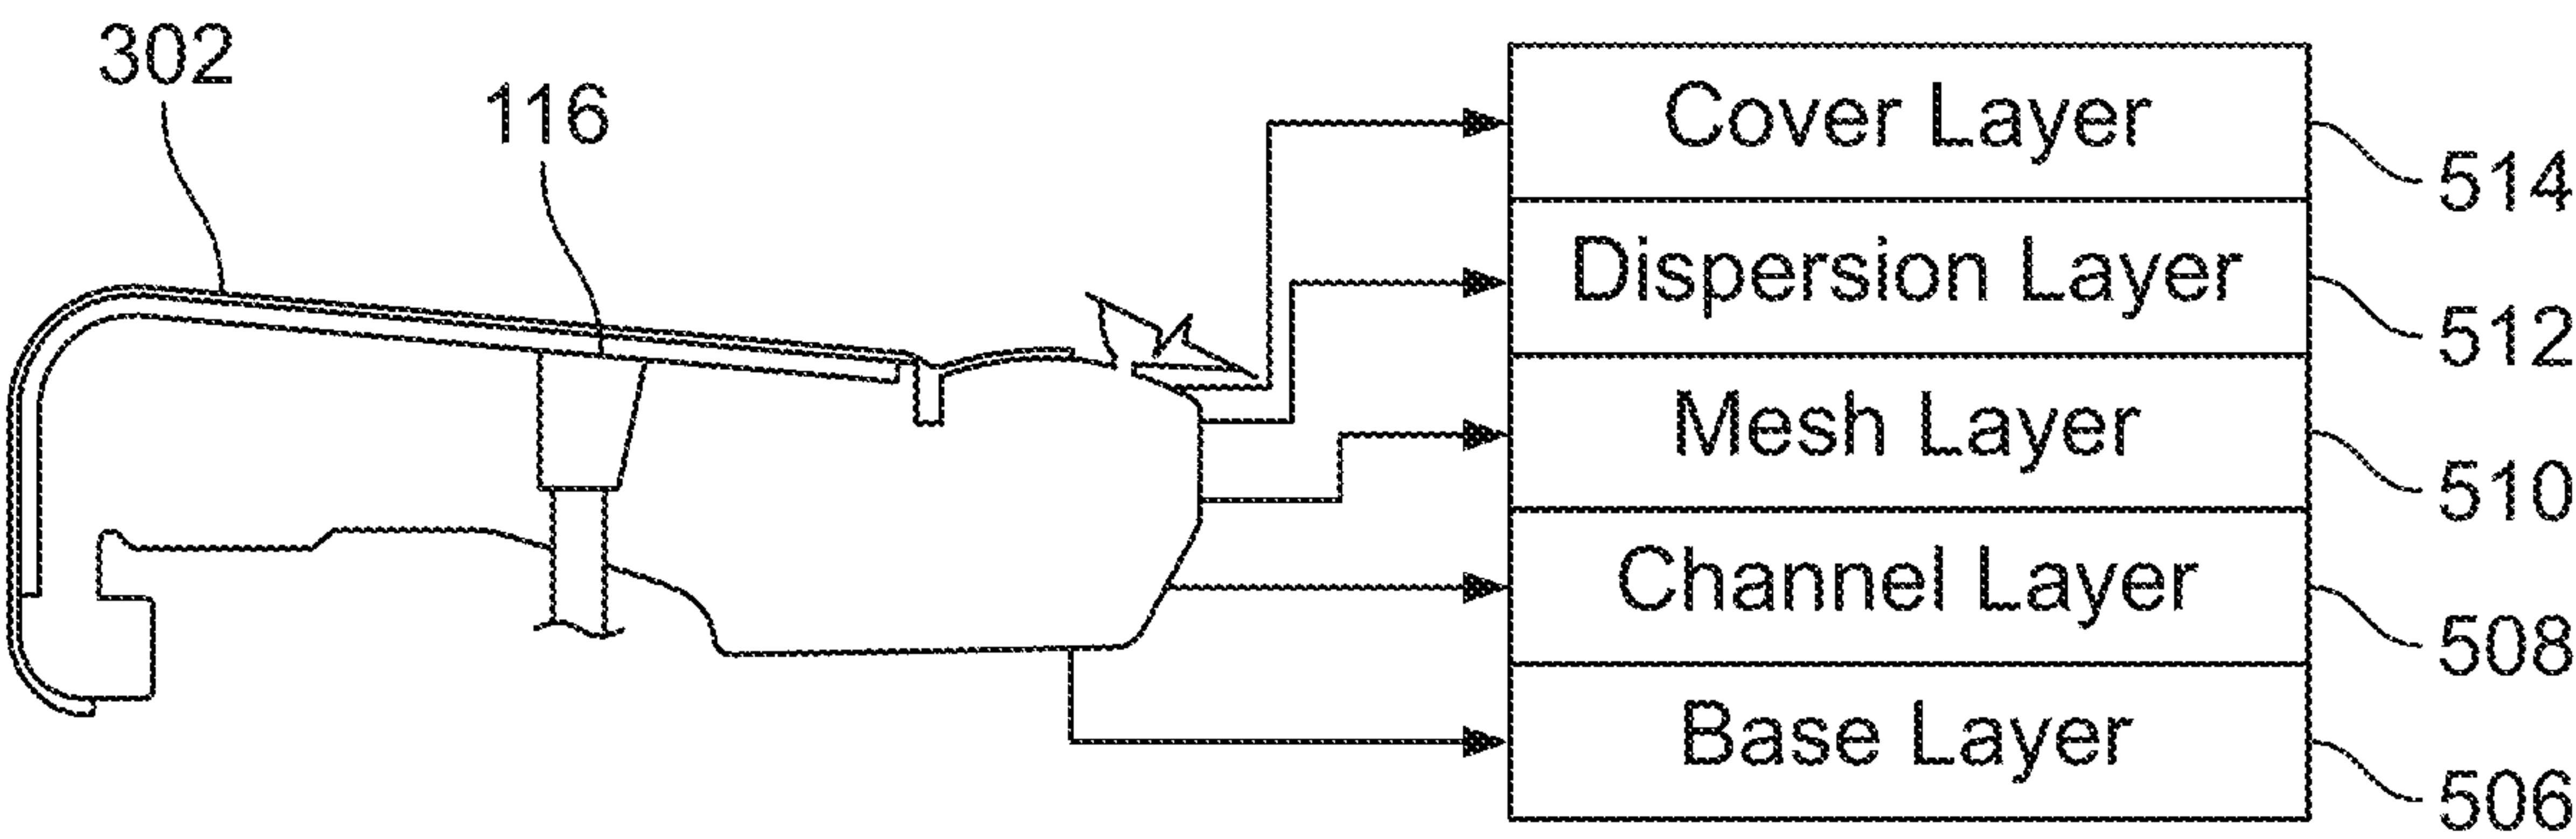 302
116
Cover Layer
514
Dispersion Layer
512
Mesh Layer
510
Channel Layer
508
Base Layer
506